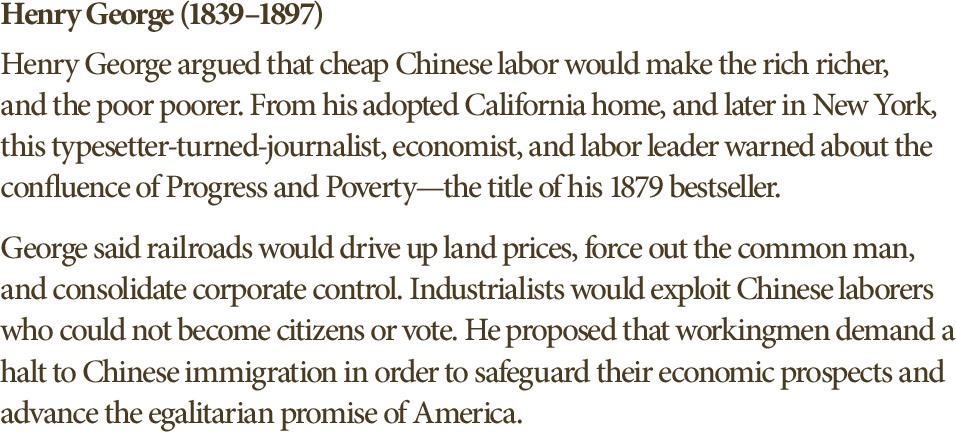 Henry George (1839–1897)
Henry George argued that cheap Chinese labor would make the rich richer,
and the poor poorer. From his adopted California home, and later in New York,
this typesetter-turned-journalist, economist, and labor leader warned about the
confluence of Progress and Poverty—the title of his 1879 bestseller.
George said railroads would drive up land prices, force out the common man,
and consolidate corporate control. Industrialists would exploit Chinese laborers
who could not become citizens or vote. He proposed that workingmen demand a
halt to Chinese immigration in order to safeguard their economic prospects and
advance the egalitarian promise of America.